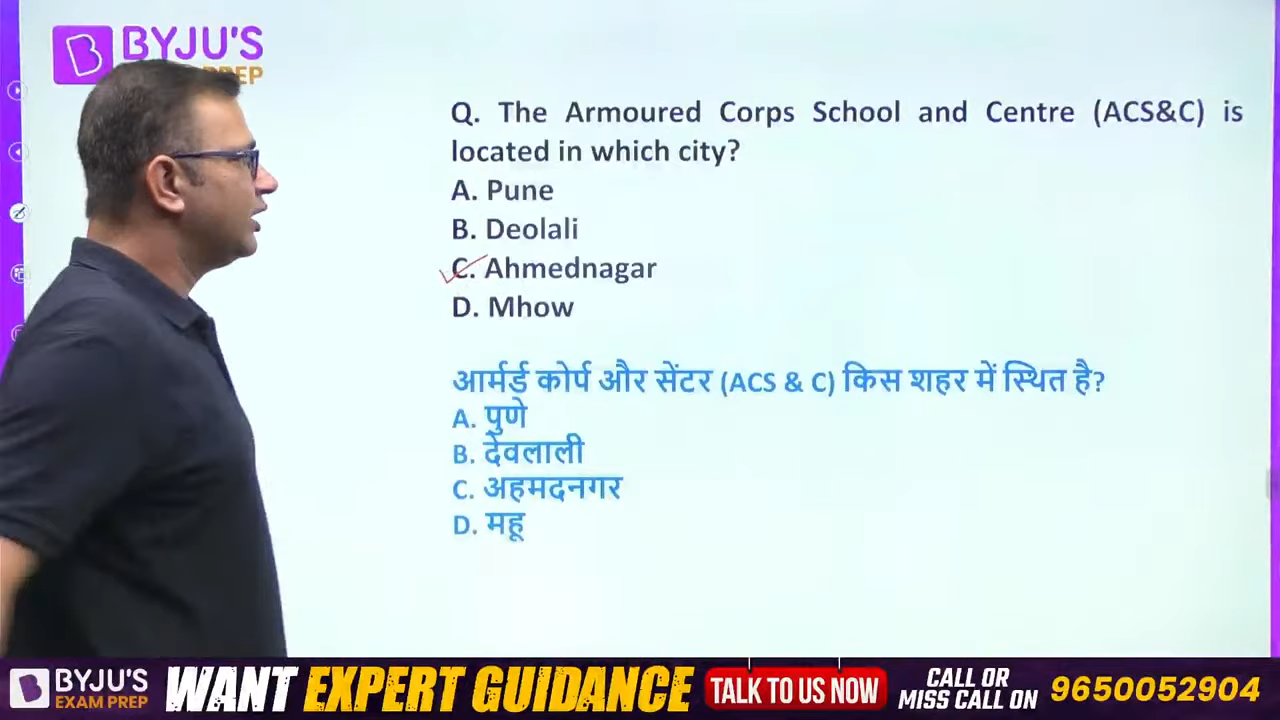 BYJU'S
PREP
Q. The Armoured Corps School and Centre (ACS&C) is
located in which city?
A. Pune
B. Deolali
C. Ahmednagar
D. Mhow
आर्मर्ड कोर्प और सेंटर (ACS & C) किस शहर में स्थित है?
A. पुणे
B. देवलाली
C. अहमदनगर
D. महू
BYJU'S
EXAM PREP
WANT EXPERT GUIDANCE
TALK TO US NOW
CALL OR
MISS CALL ON
9650052904